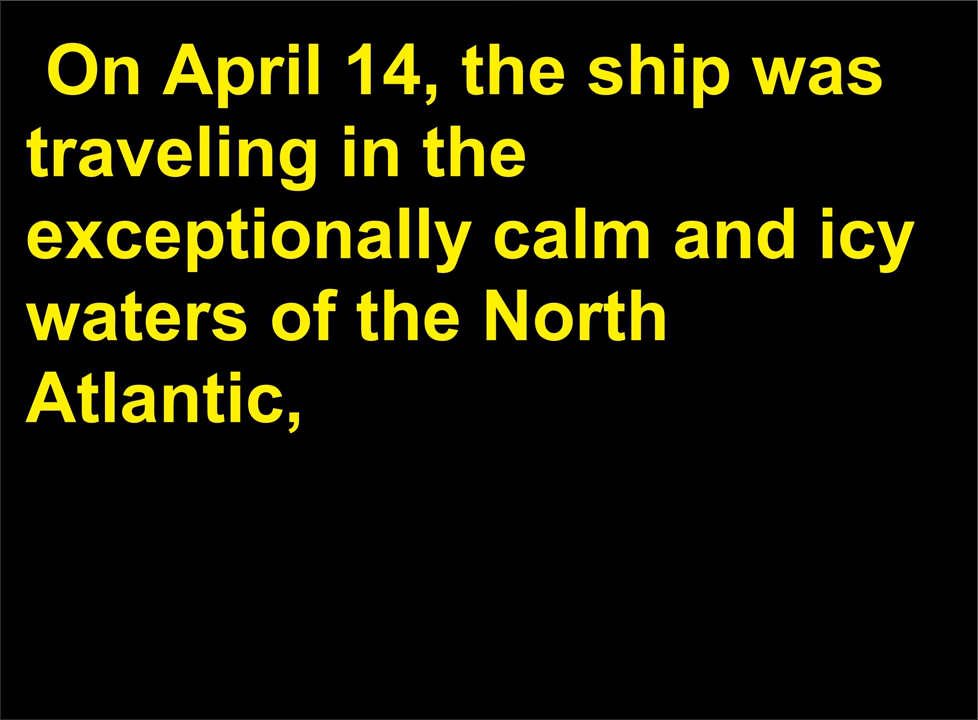 On April 14, the ship was
traveling in the
exceptionally calm and icy
waters of the North
Atlantic,